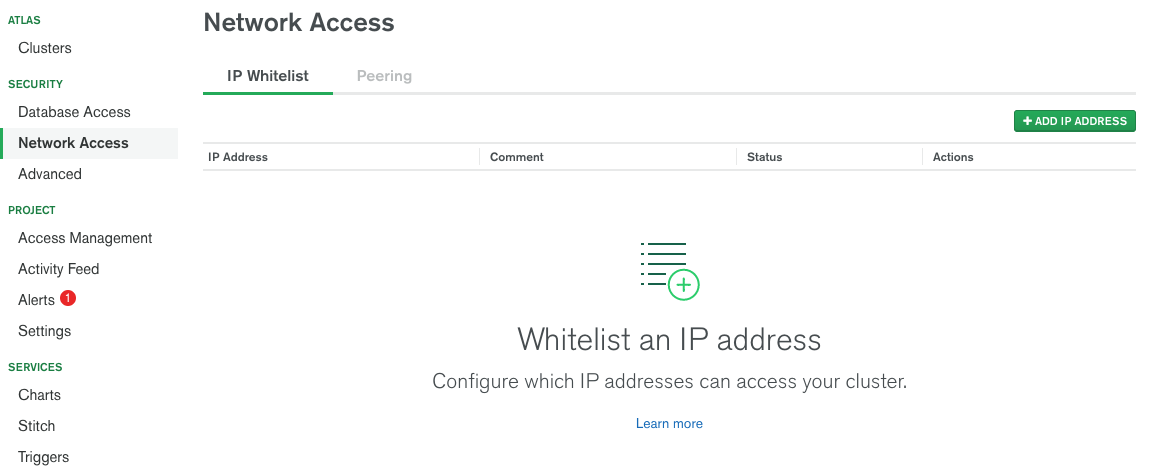 ATLAS
Clusters
SECURITY
Database Access
Network Access
Advanced
PROJECT
Access Management
Activity Feed
Alerts 1
Settings
SERVICES
Charts
Stitch
Triggers
Network Access
IP Whitelist Peering
+ ADD IP ADDRESS
IP Address Comment Status Actions
Whitelist an IP address
Configure which IP addresses can access your cluster.
Learn more